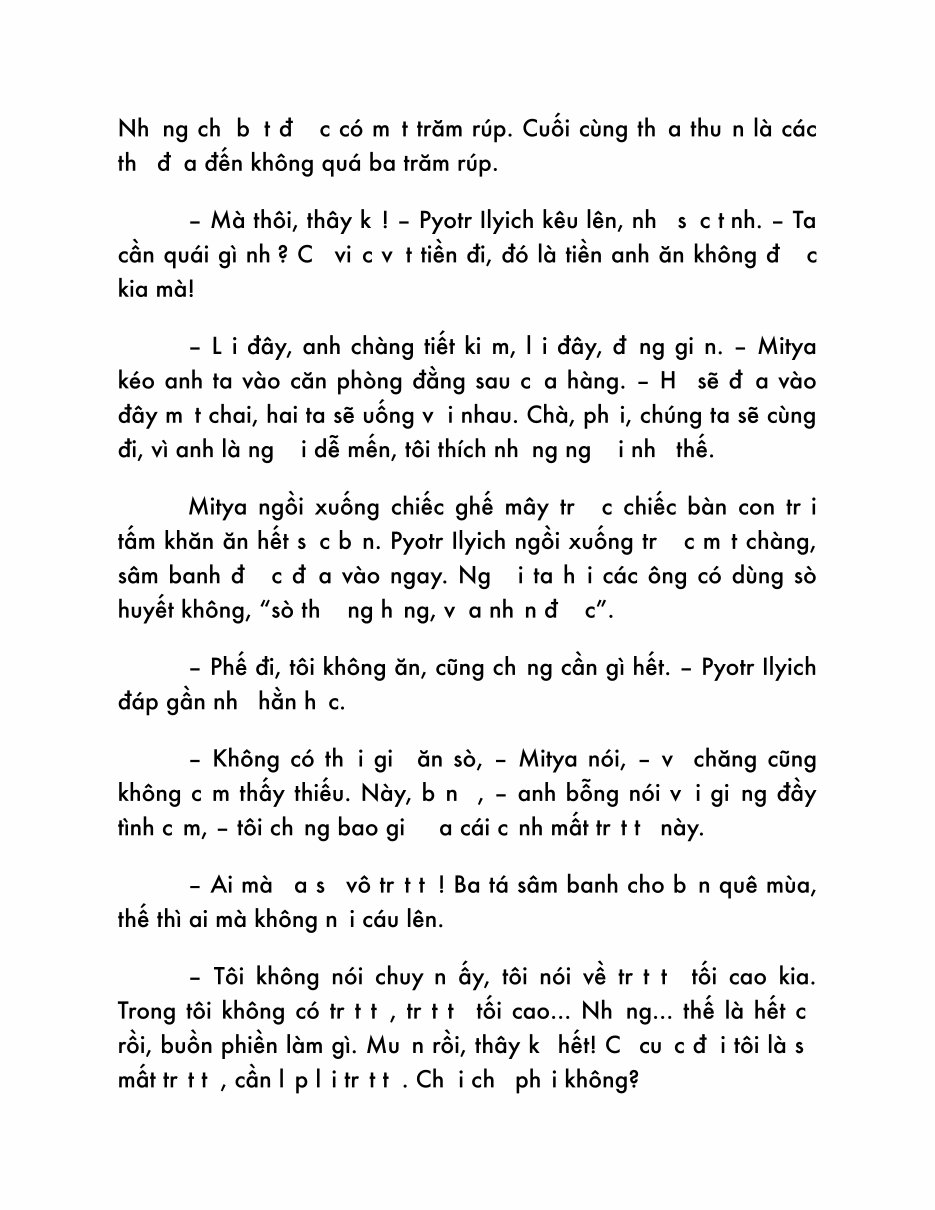 Nh ng ch b t đ c có m t trăm rúp. Cuối cùng th a thu n là các
th đ a đến không quá ba trăm rúp.
– Mà thôi, thây k ! – Pyotr Ilyich kêu lên, nh s c t nh. – Ta
cần quái gì nh ? C vi c v t tiền đi, đó là tiền anh ăn không đ c
kia mà!
– L i đây, anh chàng tiết ki m, l i đây, đ ng gi n. – Mitya
kéo anh ta vào căn phòng đằng sau c a hàng. – H sẽ đ a vào
đây m t chai, hai ta sẽ uống v i nhau. Chà, ph i, chúng ta sẽ cùng
đi, vì anh là ng i dễ mến, tôi thích nh ng ng i nh thế.
Mitya ngồi xuống chiếc ghế mây tr c chiếc bàn con tr i
tấm khăn ăn hết s c b n. Pyotr Ilyich ngồi xuống tr c m t chàng,
sâm banh đ c đ a vào ngay. Ng i ta h i các ông có dùng sò
huyết không, “sò th ng h ng, v a nh n đ c”.
– Phế đi, tôi không ăn, cũng ch ng cần gì hết. – Pyotr Ilyich
đáp gần nh hằn h c.
– Không có th i gi ăn sò, – Mitya nói, – v chăng cũng
không c m thấy thiếu. Này, b n , – anh bỗng nói v i gi ng đầy
tình c m, – tôi ch ng bao gi a cái c nh mất tr t t này.
– Ai mà a s vô tr t t ! Ba tá sâm banh cho b n quê mùa,
thế thì ai mà không n i cáu lên.
– Tôi không nói chuy n ấy, tôi nói về tr t t tối cao kia.
Trong tôi không có tr t t , tr t t tối cao... Nh ng... thế là hết c
rồi, buồn phiền làm gì. Mu n rồi, thây k hết! C cu c đ i tôi là s
mất tr t t , cần l p l i tr t t . Ch i ch ph i không?